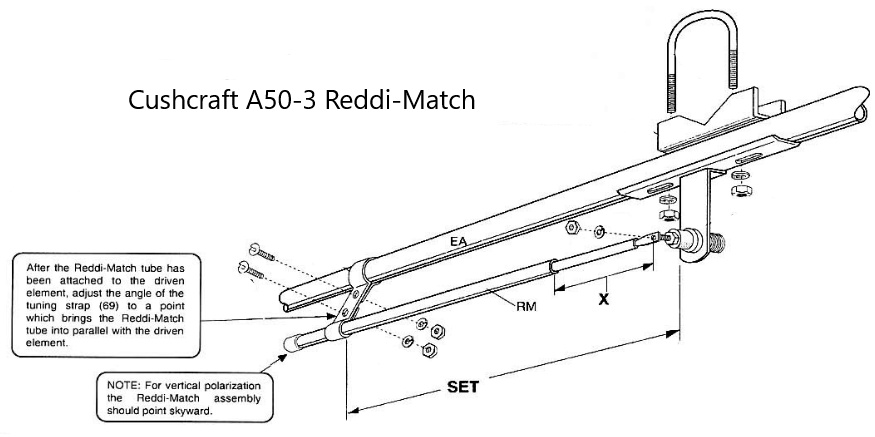 Cushcraft A50-3 Reddi-Match
EA
After the Reddi-Match tube has
been attached to the driven
element, adjust the angle of the
tuning strap (69) to a point
which brings the Reddi-Match
tube into parallel with the driven
element.
X
RM
SET
NOTE: For vertical polarization
the Reddi-Match assembly
should point skyward.